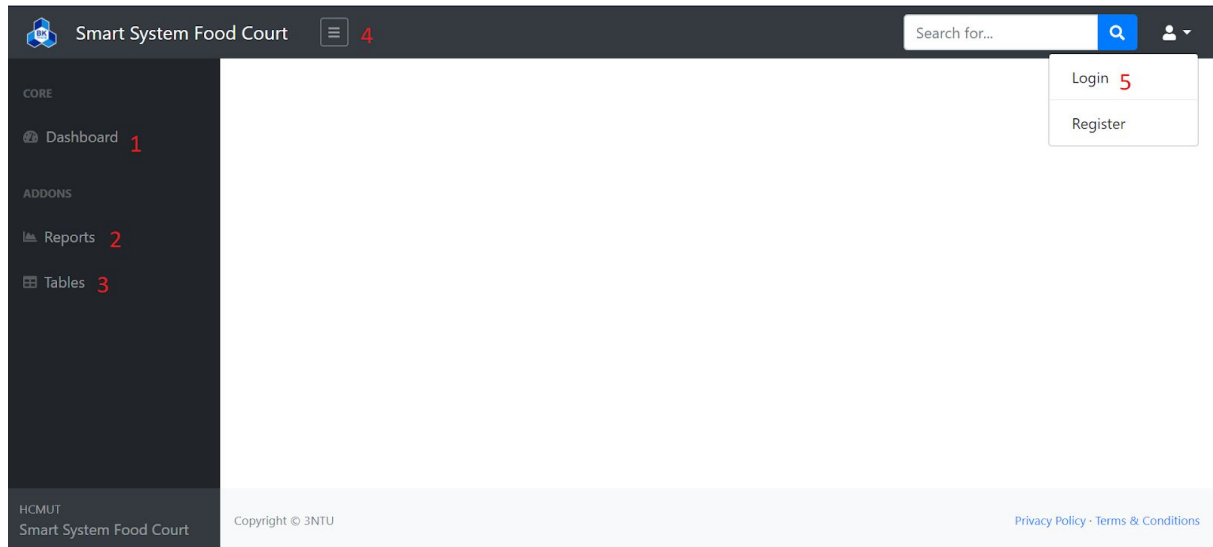 BK
Smart System Food Court
4
Search for...
Login 5
Register
CORE
Dashboard 1
ADDONS
Reports 2
Tables 3
HCMUT
Smart System Food Court
Copyright © 3NTU
Privacy Policy · Terms & Conditions